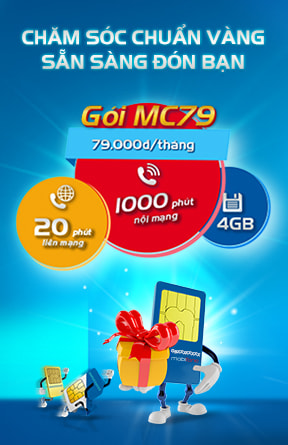 CHĂM SÓC CHUẨN VÀNG
SẴN SÀNG ĐÓN BẠN
Gói MC79
79.000đ/tháng
1000 phút
nội mạng
20 phút
liên mạng
4GB